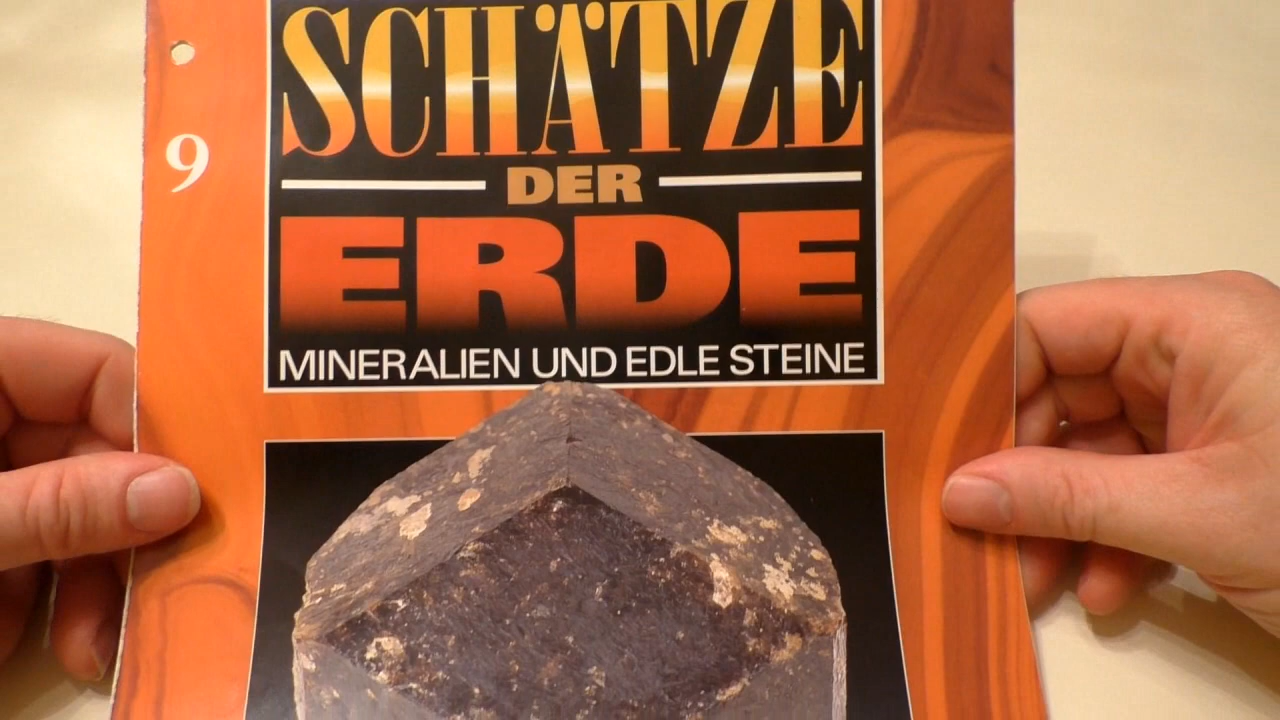 9
SCHÄTZE
DER
ERDE
MINERALIEN UND EDLE STEINE